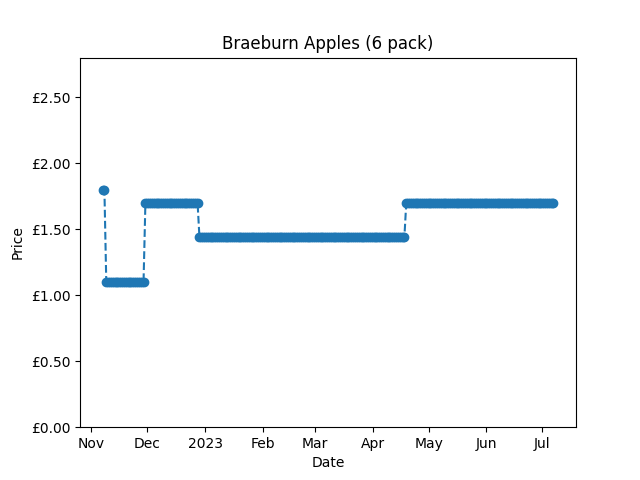 Braeburn Apples (6 pack)
£2.50
£2.00
£1.50
£1.00
£0.50
£0.00
Price
Nov Dec 2023 Feb Mar Apr May Jun Jul
Date